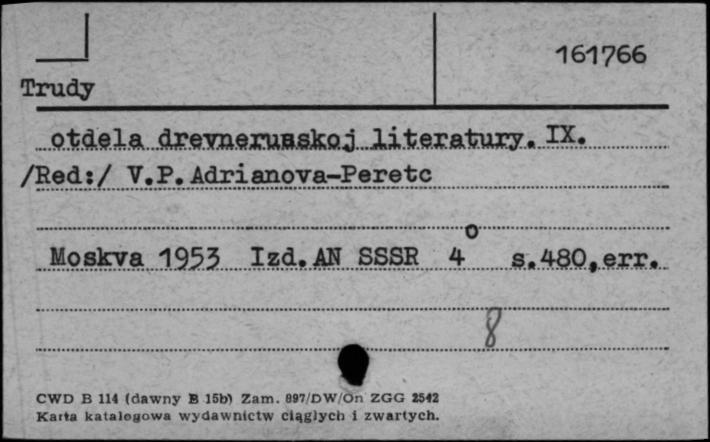 161766
Trudy
otdela drevnerusskoj literatury. IX.
/Red:/ V.P. Adrianova-Peretc
Moskva 1953 Izd. AN SSSR 4° s.480,err.
8
CWD B 114 (dawny B 15b) Zam. 897/DW/On ZGG 2542
Karta katalogowa wydawnictw ciągłych i zwartych.